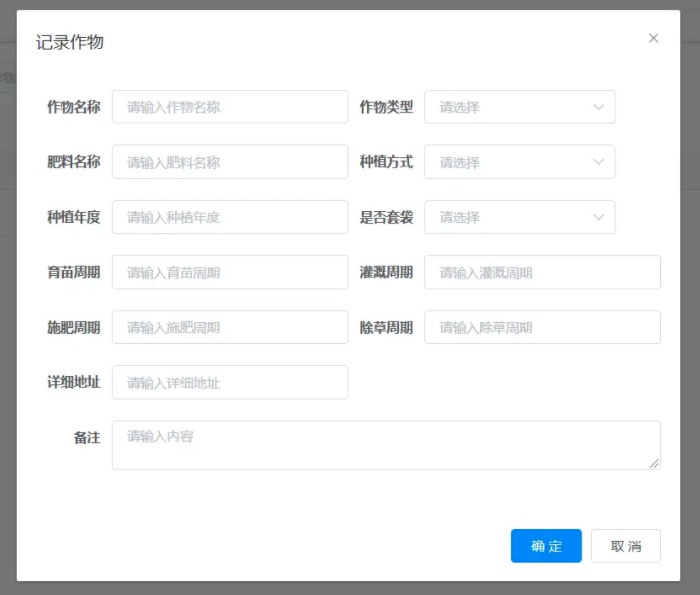 记录作物
作物名称 请输入作物名称 作物类型 请选择
肥料名称 请输入肥料名称 种植方式 请选择
种植年度 请输入种植年度 是否套袋 请选择
育苗周期 请输入育苗周期 灌溉周期 请输入灌溉周期
施肥周期 请输入施肥周期 除草周期 请输入除草周期
详细地址 请输入详细地址
备注 请输入内容
确 定 取 消